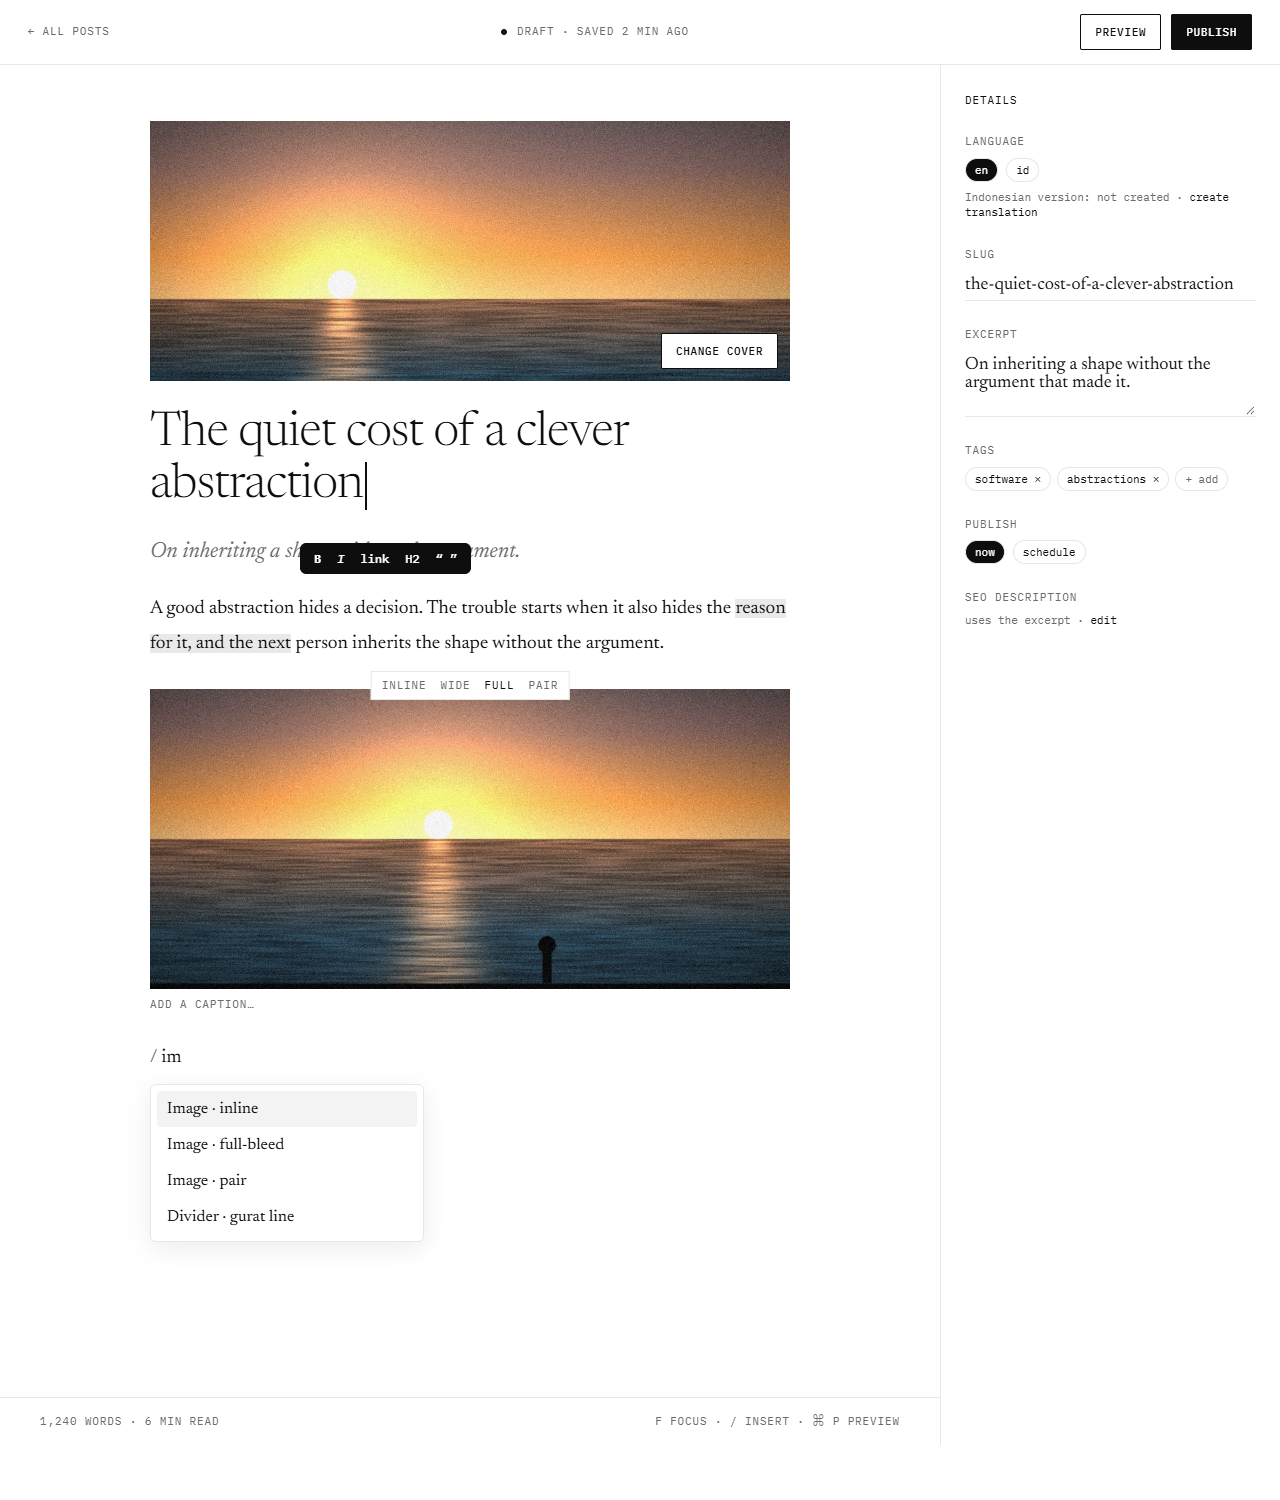 ← ALL POSTS
● DRAFT · SAVED 2 MIN AGO
PREVIEW
PUBLISH
CHANGE COVER
The quiet cost of a clever
abstraction
On inheriting a
B I link H2 “ ”
A good abstraction hides a decision. The trouble starts when it also hides the reason
for it, and the next person inherits the shape without the argument.
INLINE WIDE FULL PAIR
ADD A CAPTION…
/ im
Image · inline
Image · full-bleed
Image · pair
Divider · gurat line
1,240 WORDS · 6 MIN READ
F FOCUS · / INSERT · ⌘ P PREVIEW
DETAILS
LANGUAGE
en id
Indonesian version: not created · create
translation
SLUG
the-quiet-cost-of-a-clever-abstraction
EXCERPT
On inheriting a shape without the
argument that made it.
TAGS
software × abstractions × + add
PUBLISH
now schedule
SEO DESCRIPTION
uses the excerpt · edit